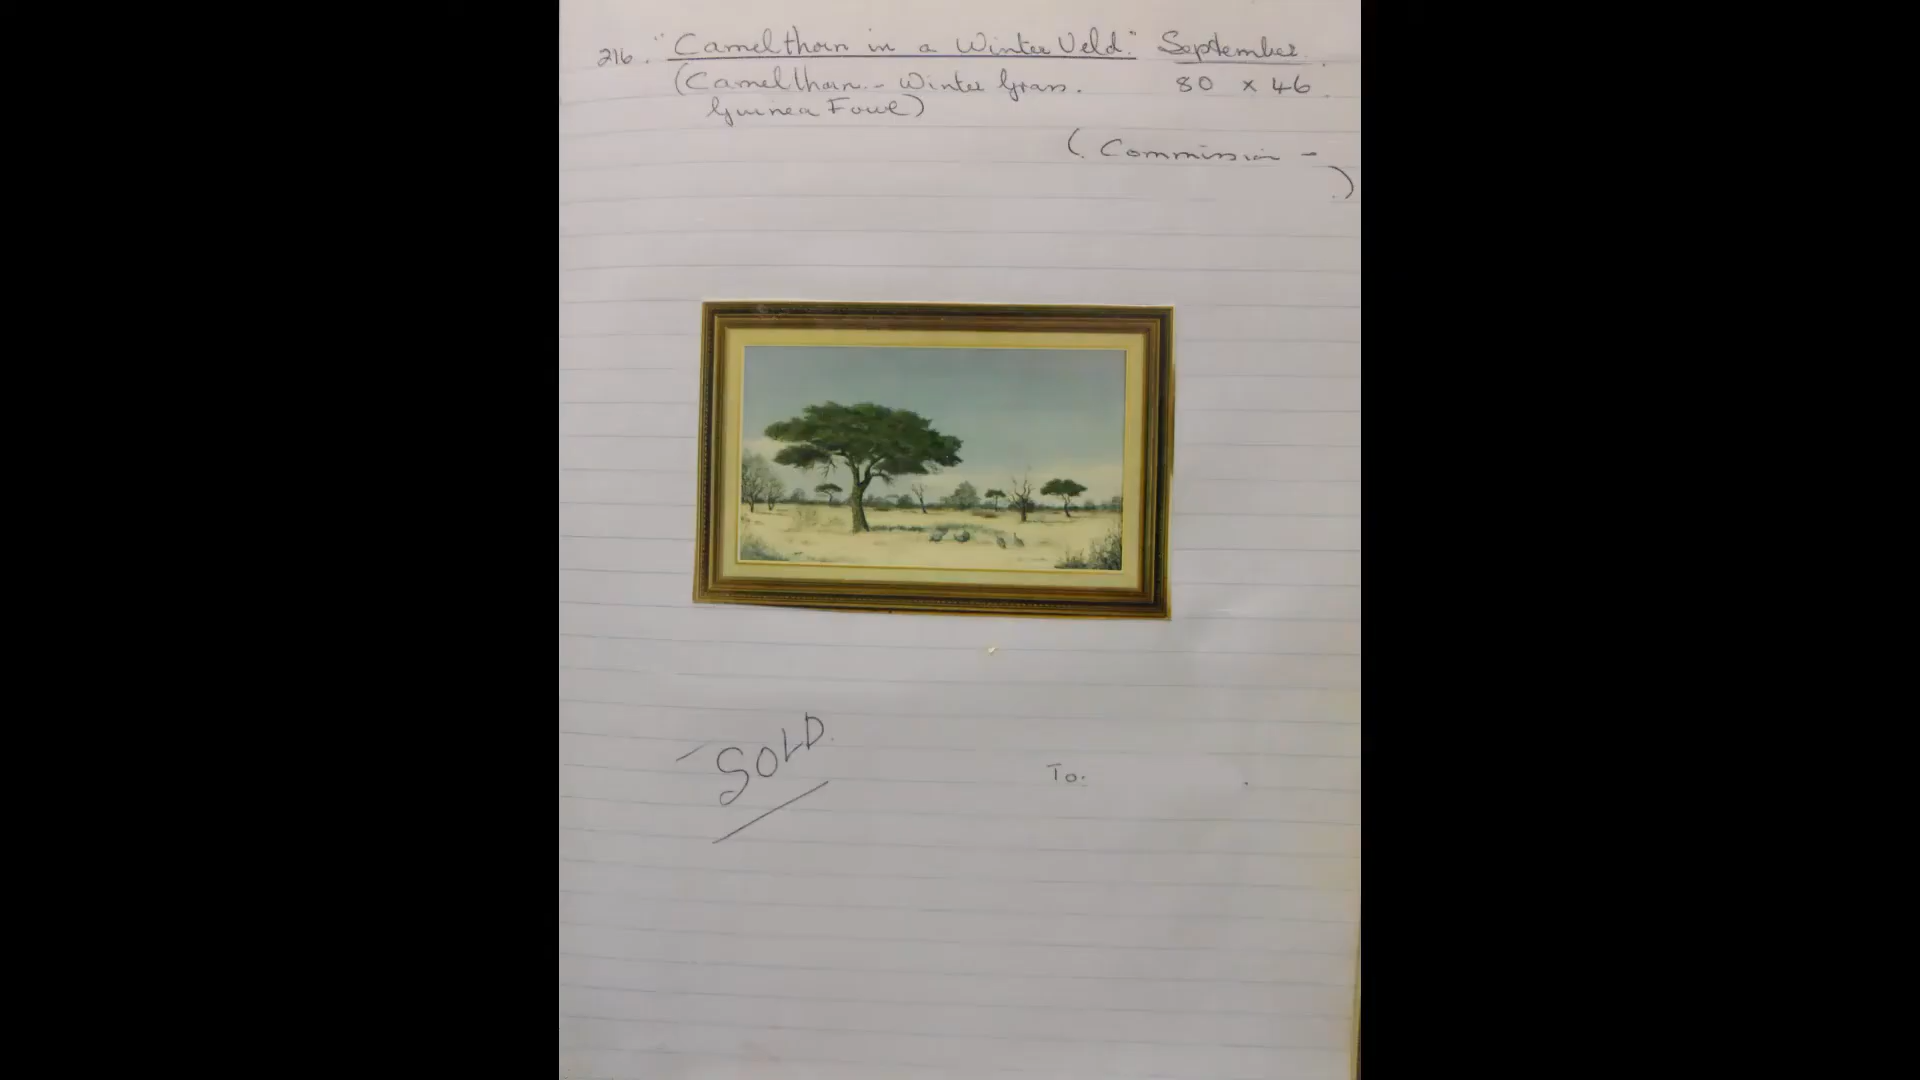 216. "Camelthorn in a Winter Veld." September.
(Camelthorn - Winter Grass. 80 x 46.
Guinea Fowl)
(Commission -
.)
SOLD.
To: